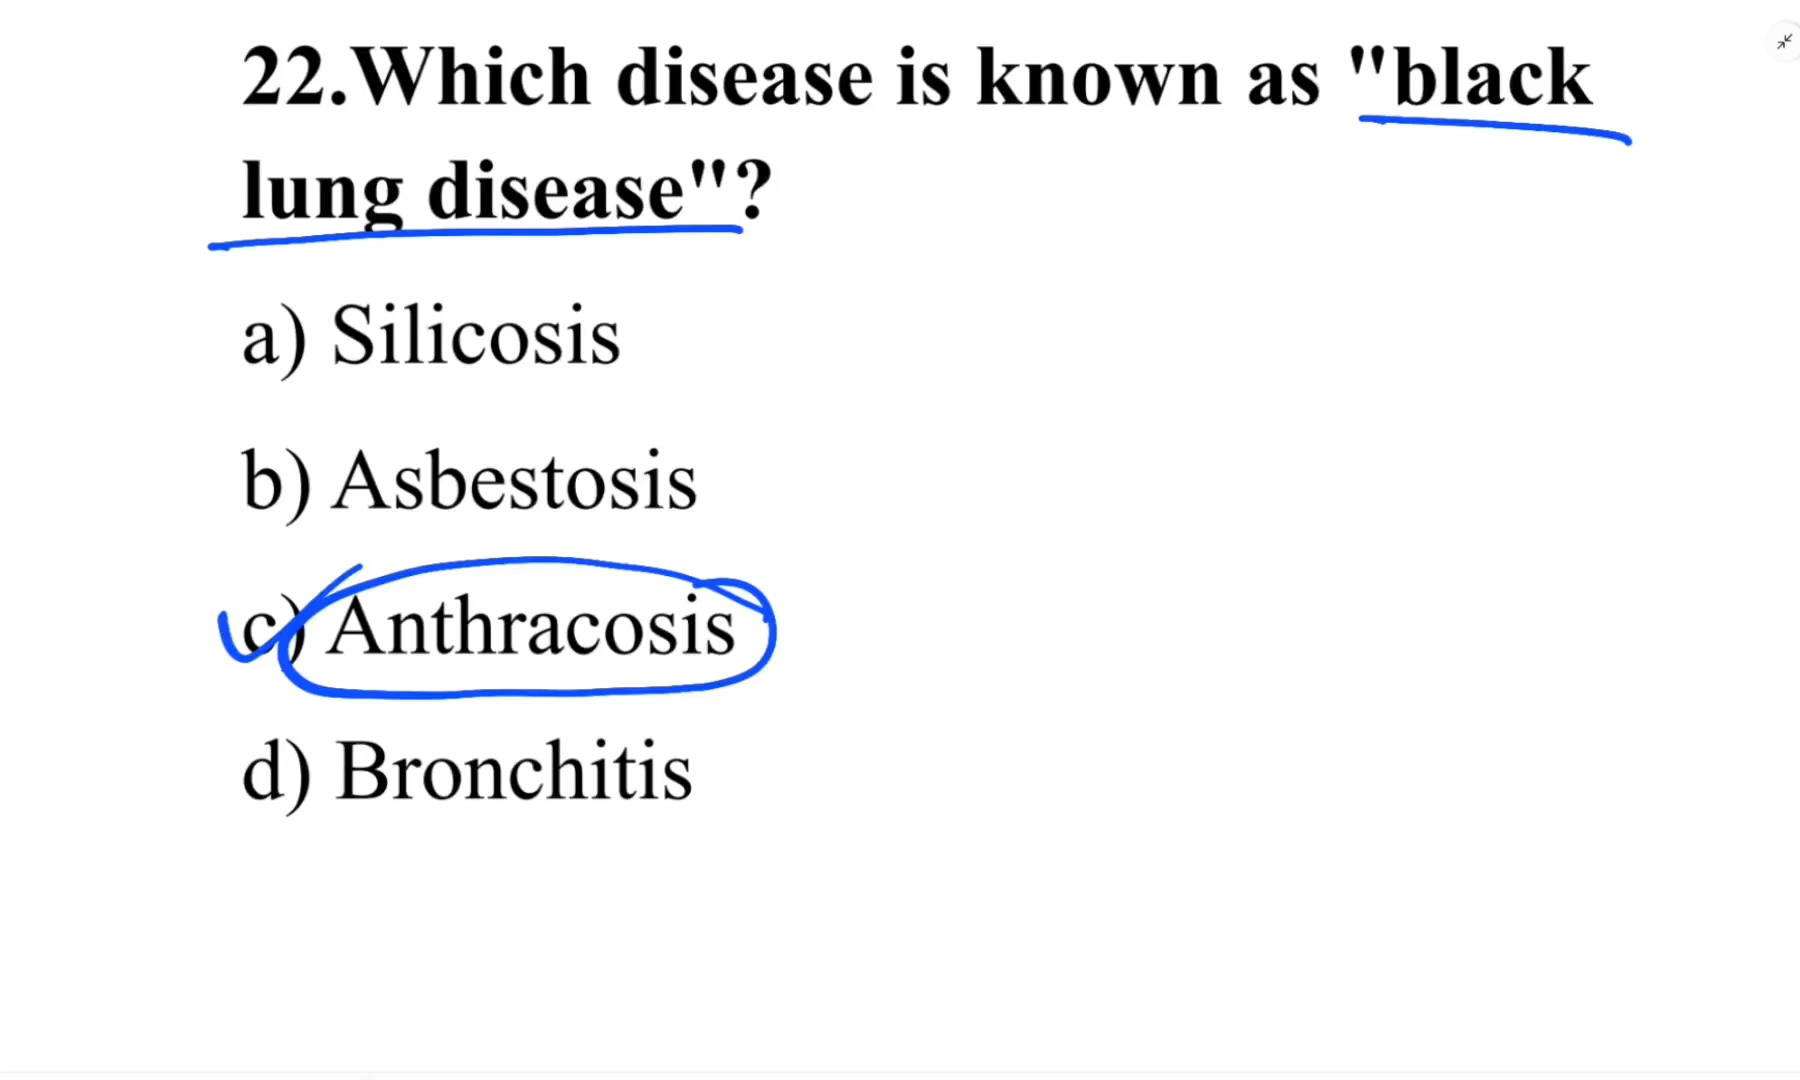 22.Which disease is known as "black
lung disease"?
a) Silicosis
b) Asbestosis
c) Anthracosis
d) Bronchitis